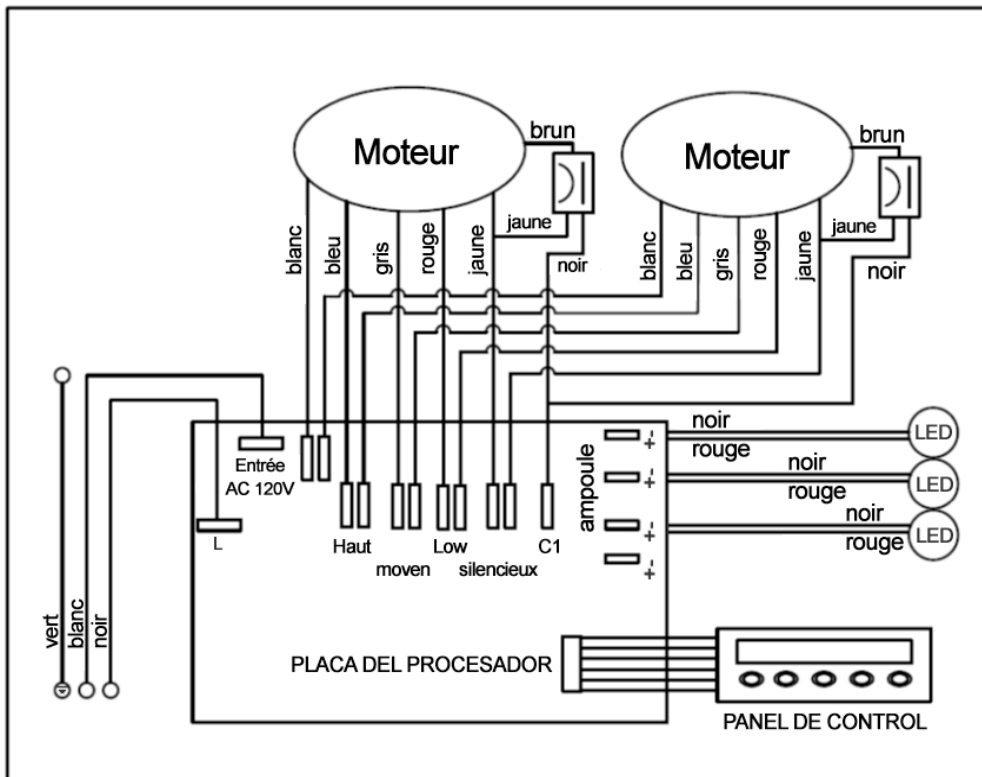 Moteur
brun
jaune
noir
blanc
bleu
gris
rouge
jaune
Moteur
brun
jaune
noir
blanc
bleu
gris
rouge
jaune
Entrée
AC 120V
L
Haut
moven
Low
silencieux
C1
ampoule
- +
- +
- +
- +
noir
rouge
LED
noir
rouge
LED
noir
rouge
LED
vert
blanc
noir
PLACA DEL PROCESADOR
PANEL DE CONTROL